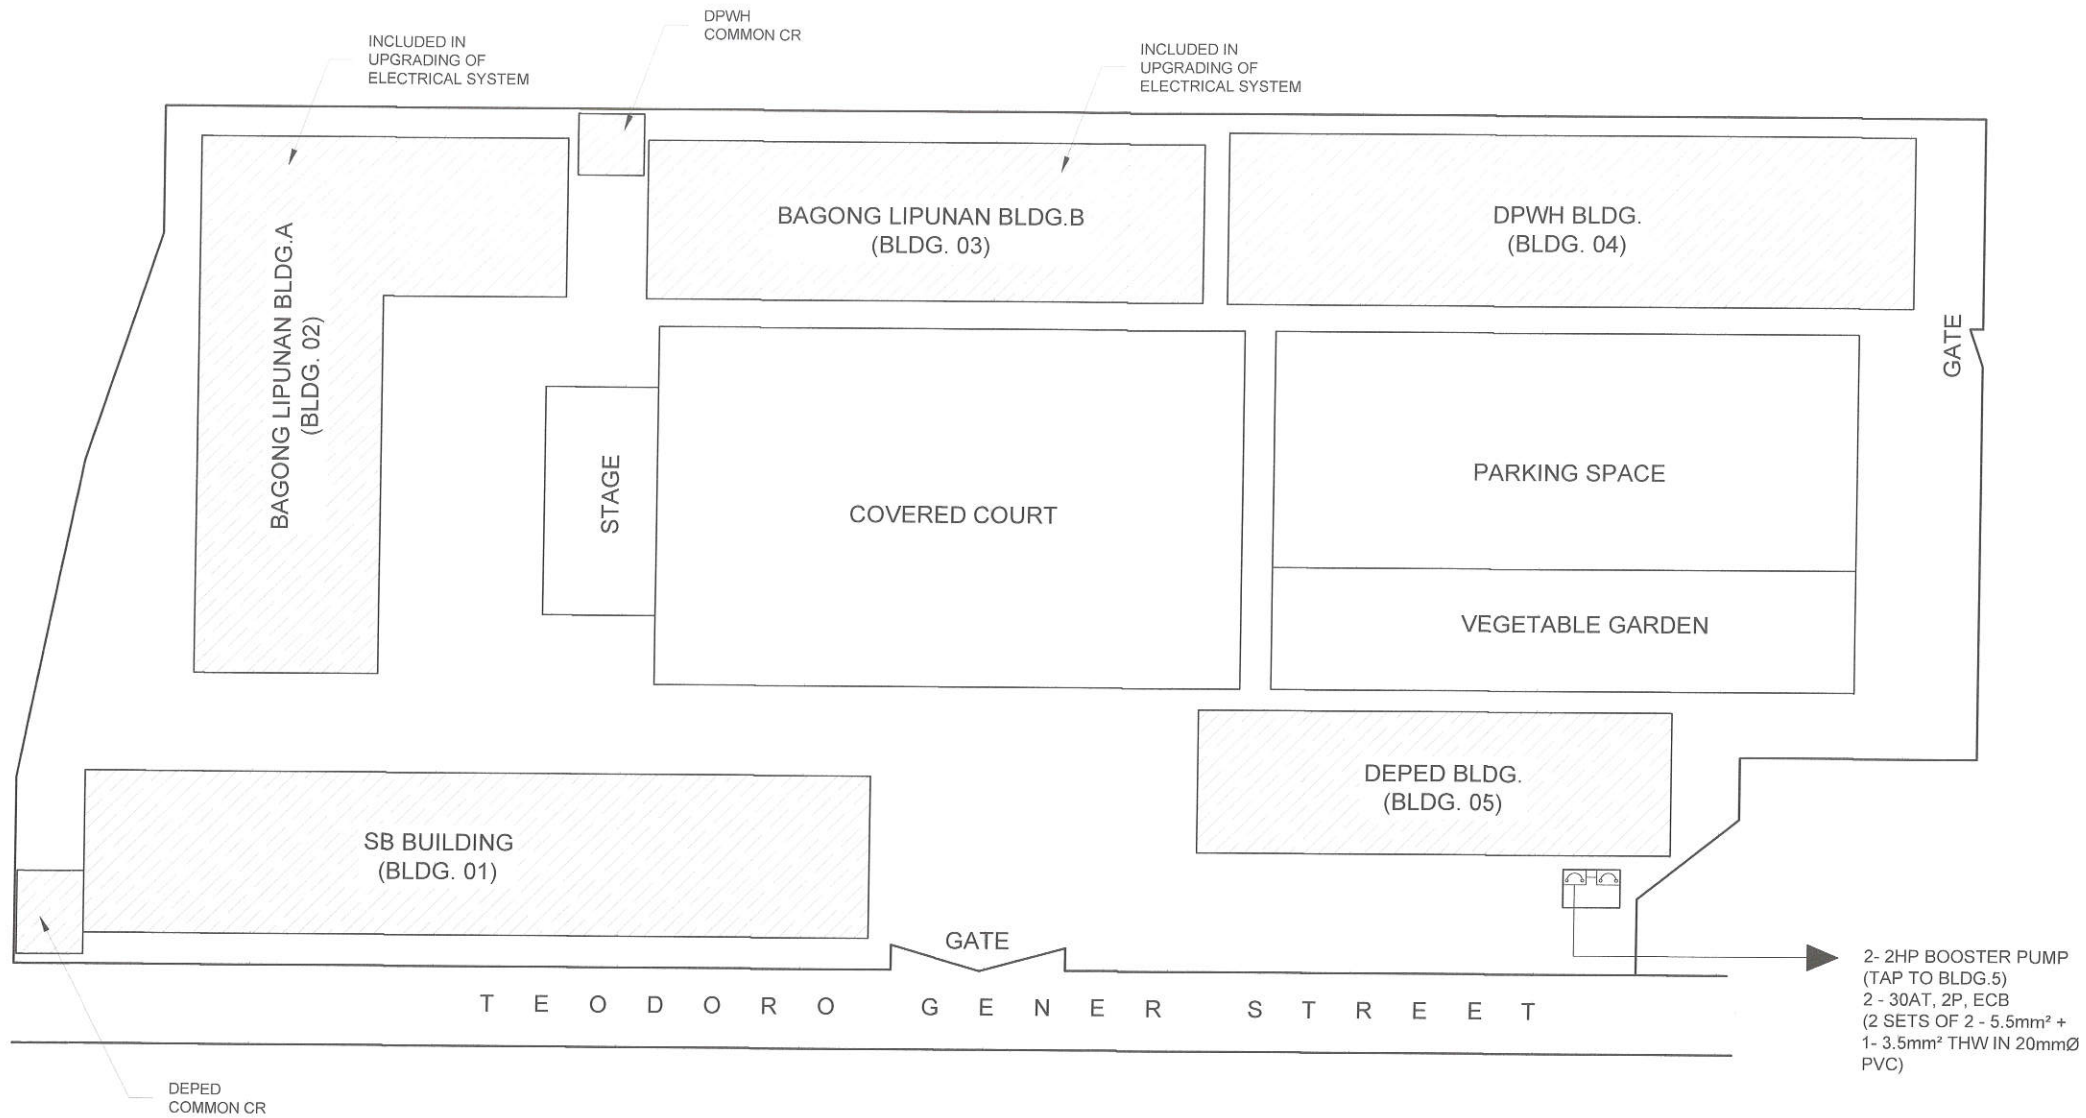 DPWH
COMMON CR
INCLUDED IN
UPGRADING OF
ELECTRICAL SYSTEM
INCLUDED IN
UPGRADING OF
ELECTRICAL SYSTEM
BAGONG LIPUNAN BLDG.A
(BLDG. 02)
BAGONG LIPUNAN BLDG.B
(BLDG. 03)
DPWH BLDG.
(BLDG. 04)
GATE
STAGE
COVERED COURT
PARKING SPACE
VEGETABLE GARDEN
DEPED BLDG.
(BLDG. 05)
SB BUILDING
(BLDG. 01)
GATE
TEODORO GENER STREET
2- 2HP BOOSTER PUMP
(TAP TO BLDG.5)
2 - 30AT, 2P, ECB
(2 SETS OF 2 - 5.5mm² +
1- 3.5mm² THW IN 20mmØ
PVC)
DEPED
COMMON CR